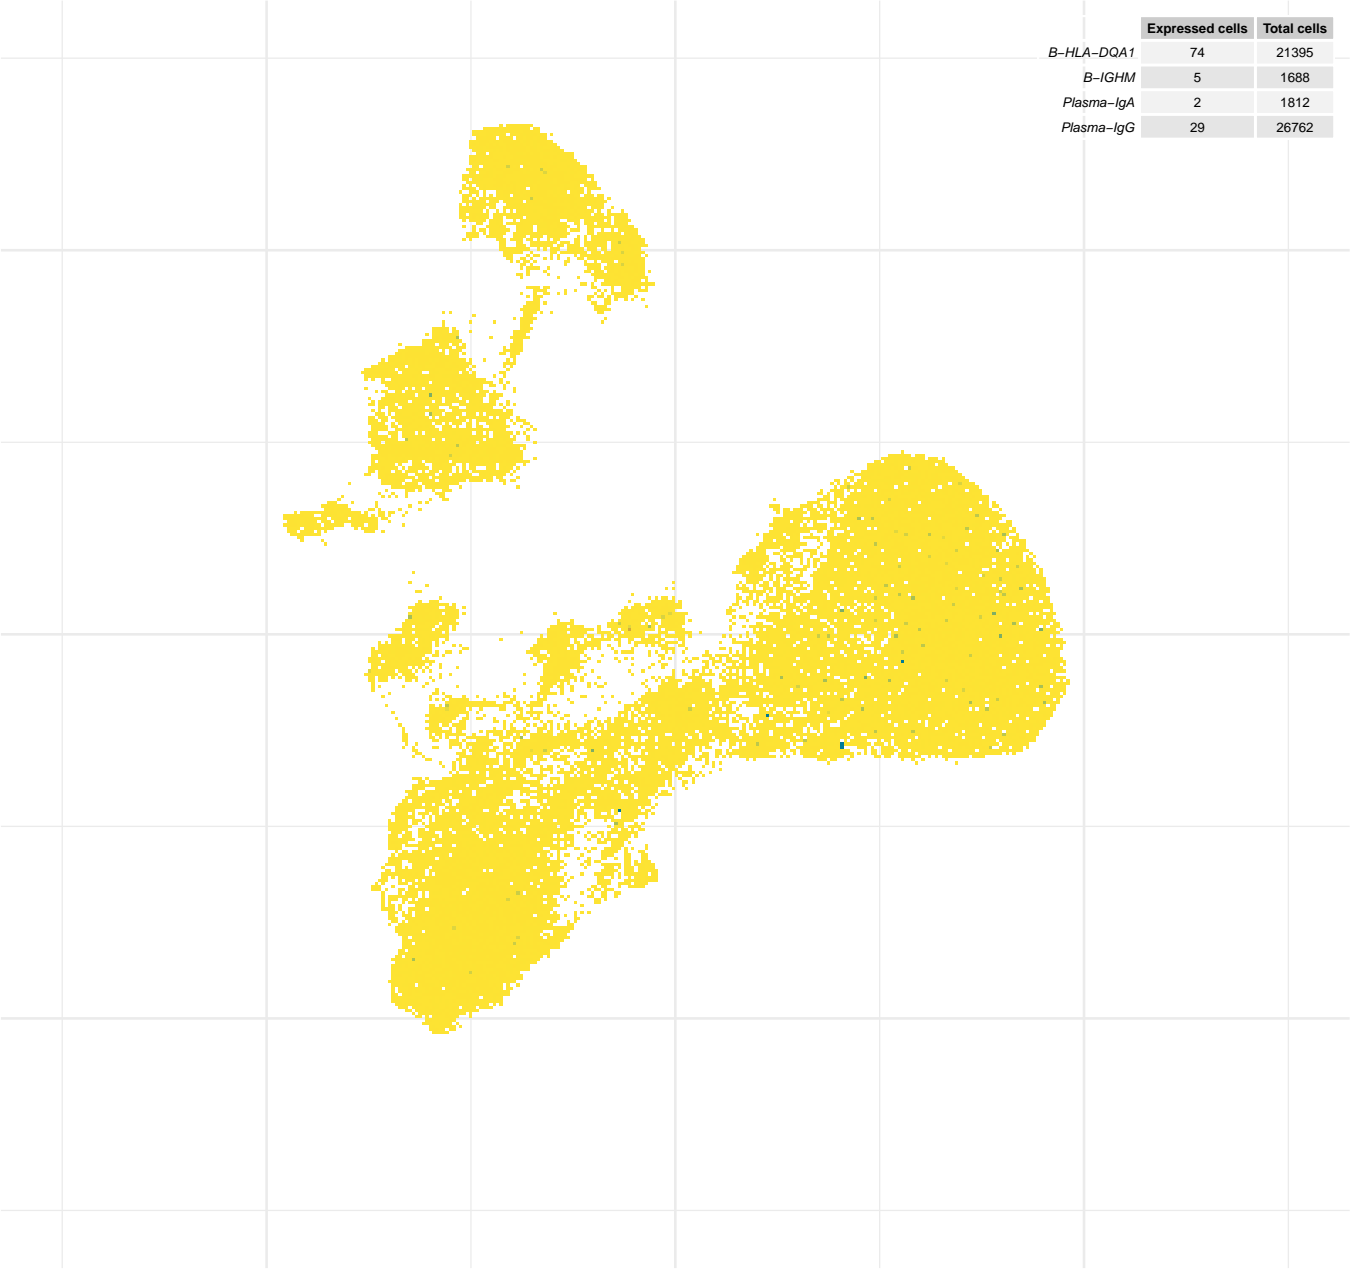 Expressed cells Total cells
B−HLA−DQA1 74 21395
B−IGHM 5 1688
Plasma−IgA 2 1812
Plasma−IgG 29 26762